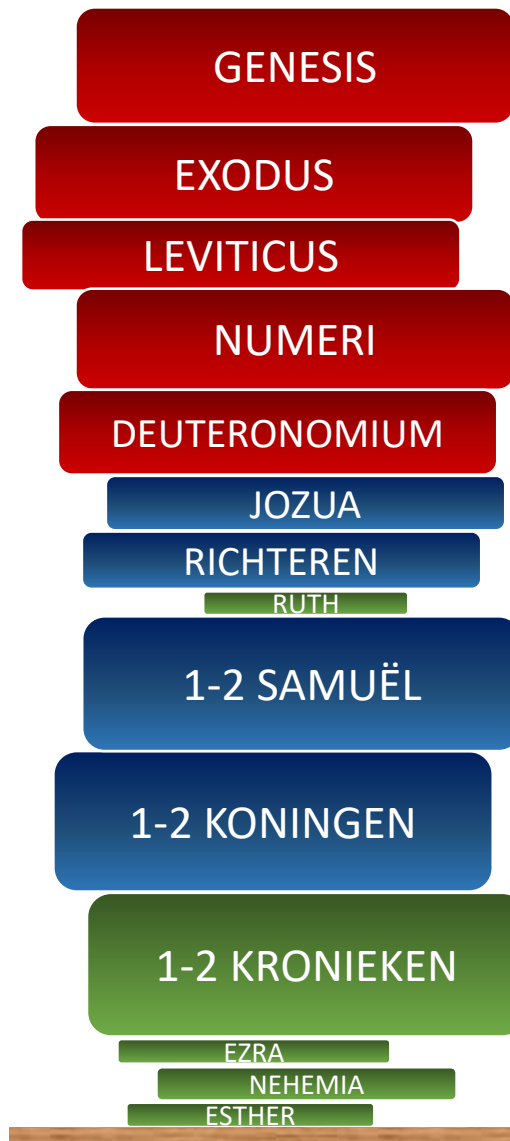 GENESIS
EXODUS
LEVITICUS
NUMERI
DEUTERONOMIUM
JOZUA
RICHTEREN
RUTH
1-2 SAMUËL
1-2 KONINGEN
1-2 KRONIEKEN
EZRA
NEHEMIA
ESTHER